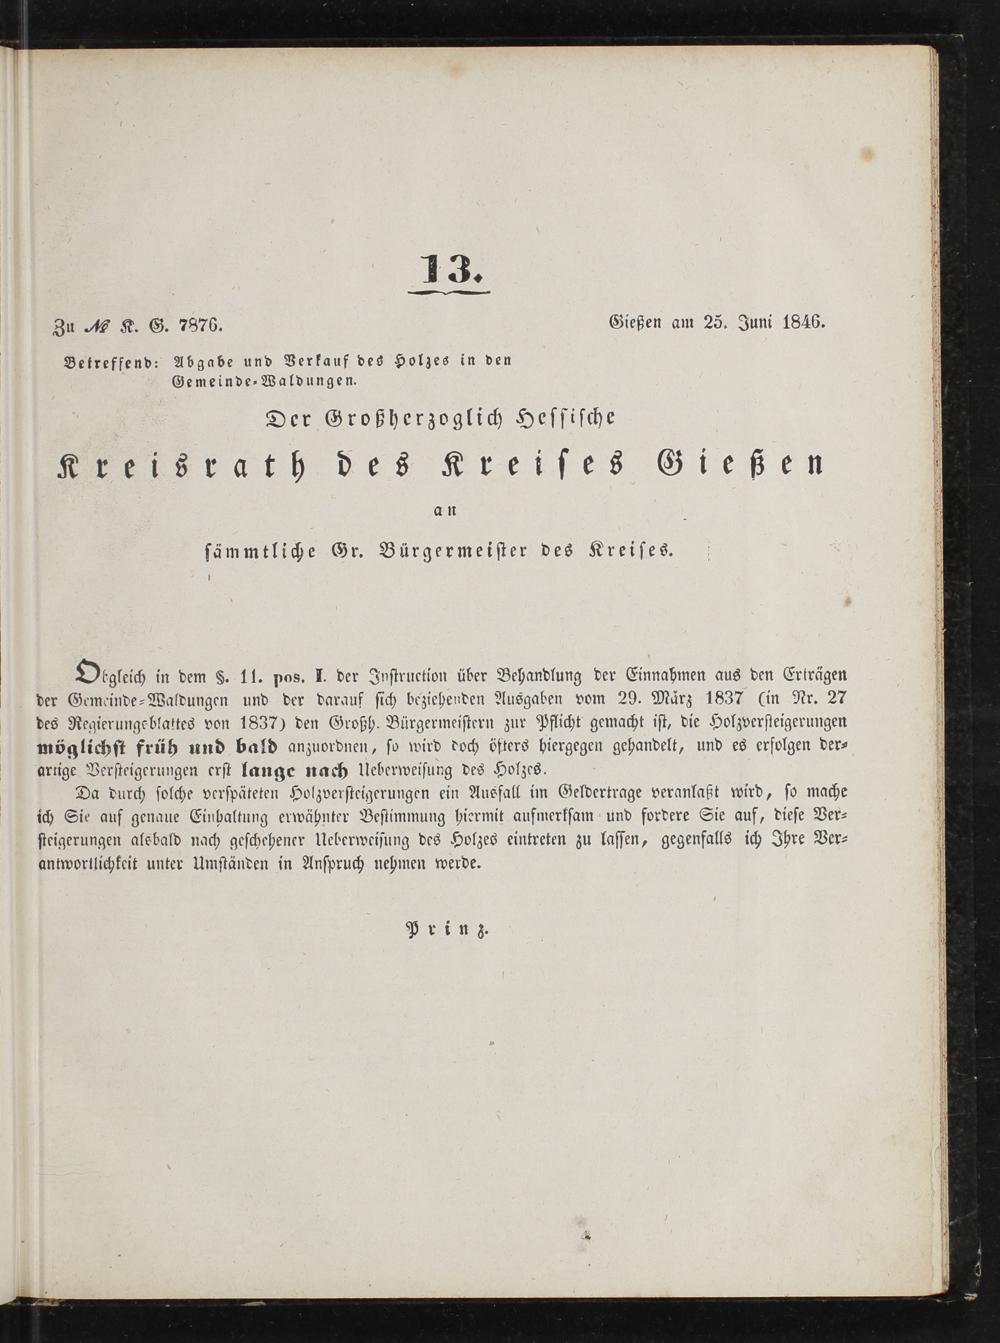 13.
Zu № K. G. 7876.
Gießen am 25. Juni 1846.
Betreffend: Abgabe und Verkauf des Holzes in den
Gemeinde-Waldungen.
Der Großherzoglich Hessische
Kreisrath des Kreises Gießen
an
sämmtliche Gr. Bürgermeister des Kreises.
Obgleich in dem §. 11. pos. I. der Instruction über Behandlung der Einnahmen aus den Erträgen
der Gemeinde-Waldungen und der darauf sich beziehenden Ausgaben vom 29. März 1837 (in Nr. 27
des Regierungsblattes von 1837) den Großh. Bürgermeistern zur Pflicht gemacht ist, die Holzversteigerungen
möglichst früh und bald anzuordnen, so wird doch öfters hiergegen gehandelt, und es erfolgen der-
artige Versteigerungen erst lange nach Ueberweisung des Holzes.
Da durch solche verspäteten Holzversteigerungen ein Ausfall im Geldertrage veranlaßt wird, so mache
ich Sie auf genaue Einhaltung erwähnter Bestimmung hiermit aufmerksam und fordere Sie auf, diese Ver-
steigerungen alsbald nach geschehener Ueberweisung des Holzes eintreten zu lassen, gegenfalls ich Ihre Ver-
antwortlichkeit unter Umständen in Anspruch nehmen werde.
Prinz.